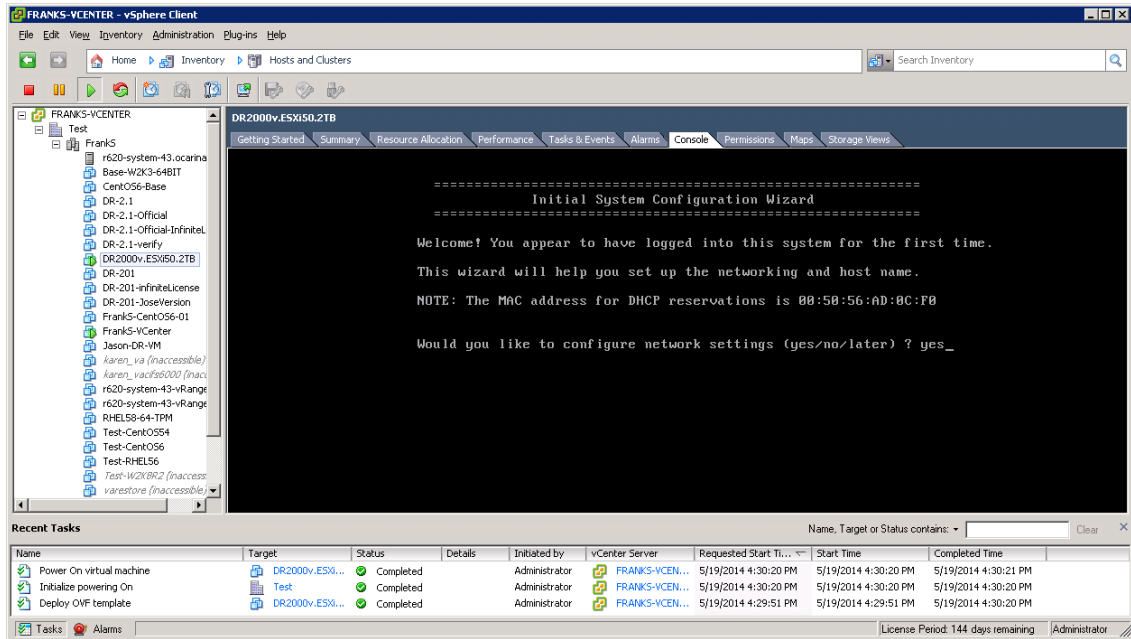 FRANKS-VCENTER - vSphere Client
File Edit View Inventory Administration Plug-ins Help
Home Inventory Hosts and Clusters
Search Inventory
FRANKS-VCENTER
Test
FrankS
r620-system-43.ocarina
Base-W2K3-64BIT
CentOS6-Base
DR-2.1
DR-2.1-Official
DR-2.1-Official-InfiniteL
DR-2.1-verify
DR2000v.ESXi50.2TB
DR-201
DR-201-infiniteLicense
DR-201-JoseVersion
FrankS-CentOS6-01
FrankS-VCenter
Jason-DR-VM
karen_va (inaccessible)
karen_vacifs6000 (inacc
r620-system-43-vRange
r620-system-43-vRange
RHEL58-64-TPM
Test-CentOS54
Test-CentOS6
Test-RHEL56
Test-W2K8R2 (inaccess
varestore (inaccessible)
DR2000v.ESXi50.2TB
Getting Started Summary Resource Allocation Performance Tasks & Events Alarms Console Permissions Maps Storage Views
============================================================
Initial System Configuration Wizard
============================================================
Welcome! You appear to have logged into this system for the first time.
This wizard will help you set up the networking and host name.
NOTE: The MAC address for DHCP reservations is 00:50:56:AD:0C:F0
Would you like to configure network settings (yes/no/later) ? yes_
Recent Tasks Name, Target or Status contains: Clear
Name Target Status Details Initiated by vCenter Server Requested Start Ti... Start Time Completed Time
Power On virtual machine DR2000v.ESXi... Completed Administrator FRANKS-VCEN... 5/19/2014 4:30:20 PM 5/19/2014 4:30:20 PM 5/19/2014 4:30:21 PM
Initialize powering On Test Completed Administrator FRANKS-VCEN... 5/19/2014 4:30:20 PM 5/19/2014 4:30:20 PM 5/19/2014 4:30:20 PM
Deploy OVF template DR2000v.ESXi... Completed Administrator FRANKS-VCEN... 5/19/2014 4:29:51 PM 5/19/2014 4:29:51 PM 5/19/2014 4:30:20 PM
Tasks Alarms License Period: 144 days remaining Administrator